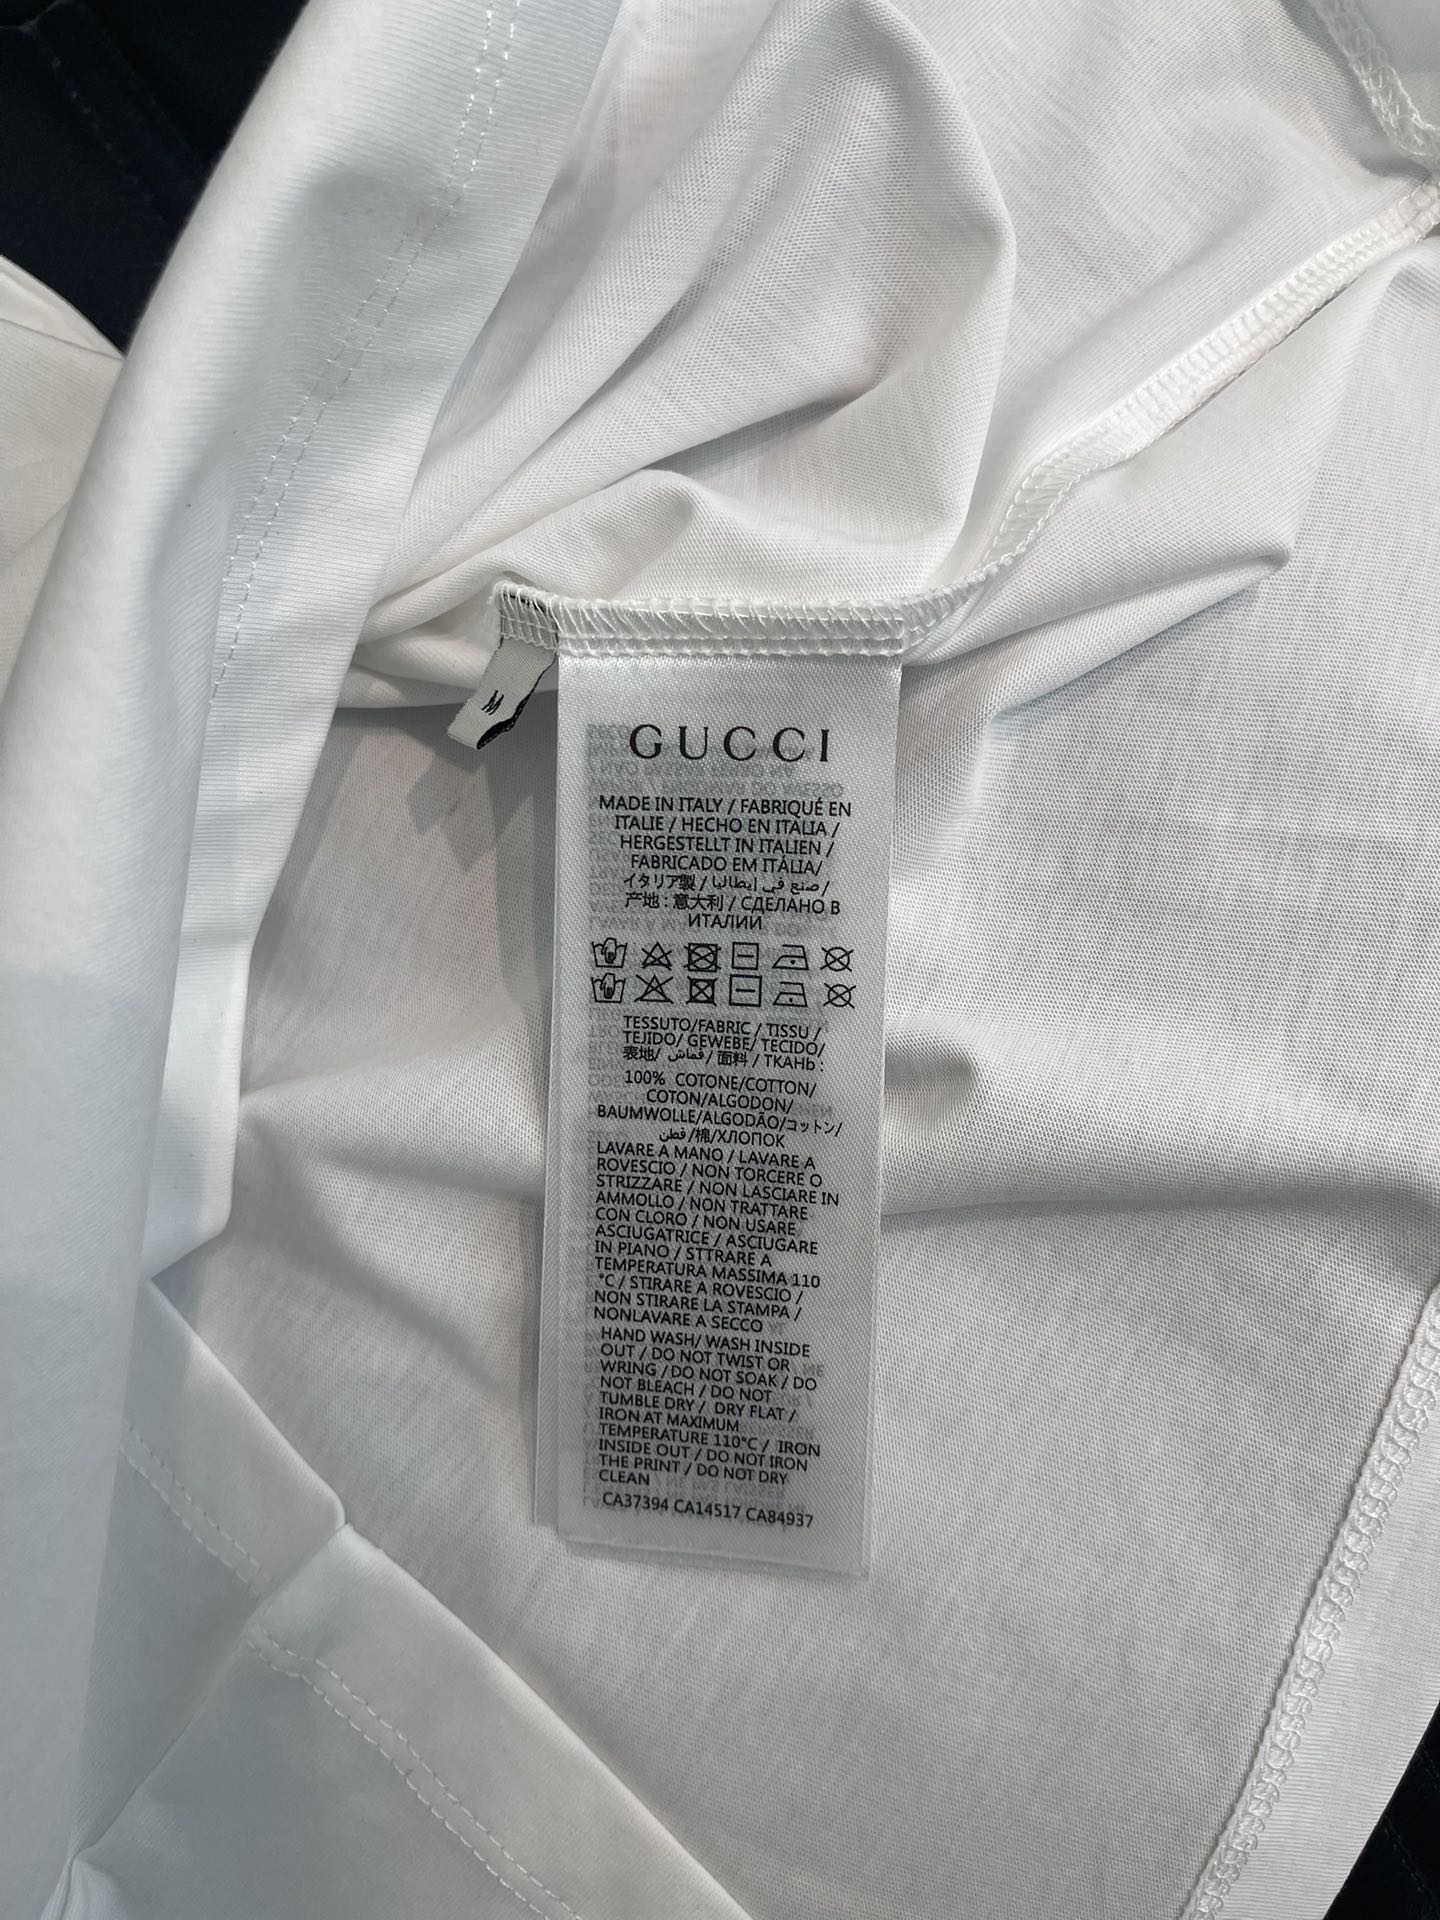 M
GUCCI
MADE IN ITALY / FABRIQUÉ EN
ITALIE / HECHO EN ITALIA /
HERGESTELLT IN ITALIEN /
FABRICADO EM ITÁLIA/
イタリア製 / صنع في إيطاليا /
产地 : 意大利 / СДЕЛАНО В
ИТАЛИИ
TESSUTO/FABRIC / TISSU /
TEJIDO/ GEWEBE/ TECIDO/
表地/ قماش / 面料 / ТКАНЬ :
100% COTONE/COTTON/
COTON/ALGODON/
BAUMWOLLE/ALGODÃO/コットン/
قطن /棉/ХЛОПОК
LAVARE A MANO / LAVARE A
ROVESCIO / NON TORCERE O
STRIZZARE / NON LASCIARE IN
AMMOLLO / NON TRATTARE
CON CLORO / NON USARE
ASCIUGATRICE / ASCIUGARE
IN PIANO / STTRARE A
TEMPERATURA MASSIMA 110
°C / STIRARE A ROVESCIO /
NON STIRARE LA STAMPA /
NONLAVARE A SECCO
HAND WASH/ WASH INSIDE
OUT / DO NOT TWIST OR
WRING / DO NOT SOAK / DO
NOT BLEACH / DO NOT
TUMBLE DRY / DRY FLAT /
IRON AT MAXIMUM
TEMPERATURE 110°C / IRON
INSIDE OUT / DO NOT IRON
THE PRINT / DO NOT DRY
CLEAN
CA37394 CA14517 CA84937